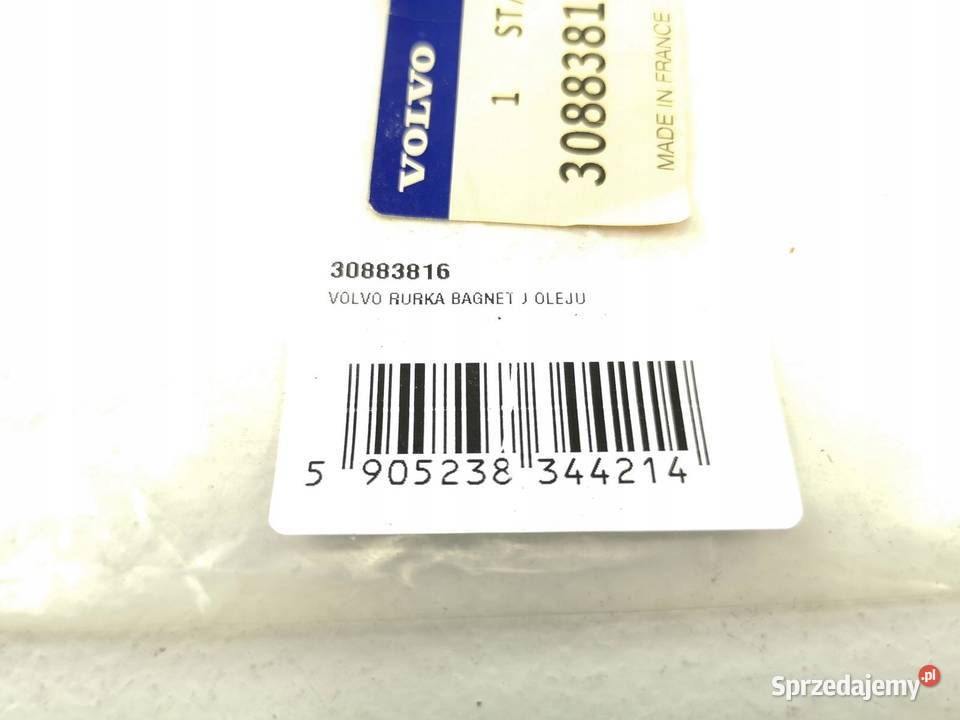 VOLVO
1 ST/
3088381
MADE IN FRANCE
30883816
VOLVO RURKA BAGNET J OLEJU
5 905238 344214
Sprzedajemy.pl